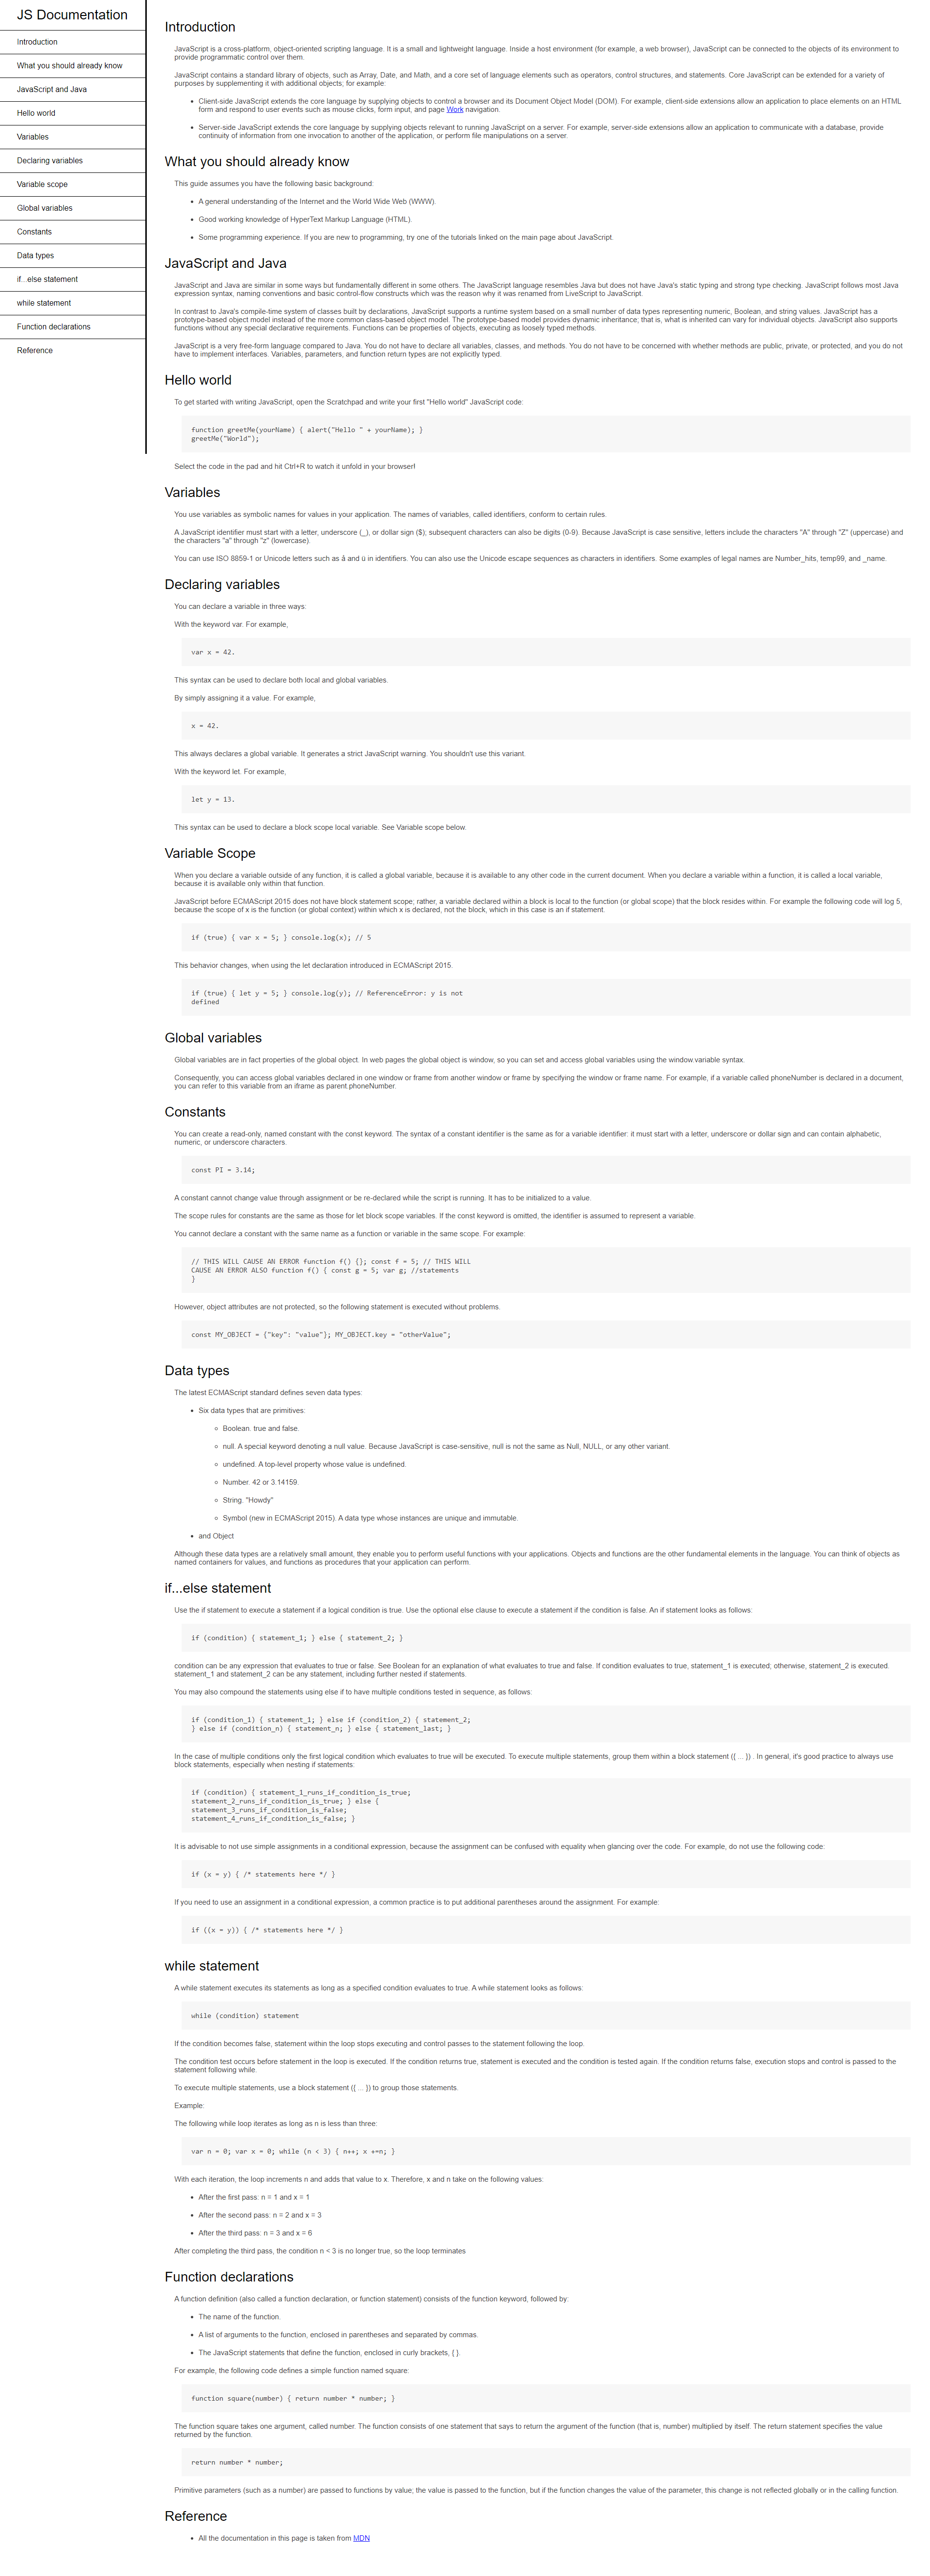 JS Documentation
Introduction
What you should already know
JavaScript and Java
Hello world
Variables
Declaring variables
Variable scope
Global variables
Constants
Data types
if...else statement
while statement
Function declarations
Reference
Introduction
JavaScript is a cross-platform, object-oriented scripting language. It is a small and lightweight language. Inside a host environment (for example, a web browser), JavaScript can be connected to the objects of its environment to
provide programmatic control over them.
JavaScript contains a standard library of objects, such as Array, Date, and Math, and a core set of language elements such as operators, control structures, and statements. Core JavaScript can be extended for a variety of
purposes by supplementing it with additional objects; for example:
• Client-side JavaScript extends the core language by supplying objects to control a browser and its Document Object Model (DOM). For example, client-side extensions allow an application to place elements on an HTML
form and respond to user events such as mouse clicks, form input, and page Work navigation.
• Server-side JavaScript extends the core language by supplying objects relevant to running JavaScript on a server. For example, server-side extensions allow an application to communicate with a database, provide
continuity of information from one invocation to another of the application, or perform file manipulations on a server.
What you should already know
This guide assumes you have the following basic background:
• A general understanding of the Internet and the World Wide Web (WWW).
• Good working knowledge of HyperText Markup Language (HTML).
• Some programming experience. If you are new to programming, try one of the tutorials linked on the main page about JavaScript.
JavaScript and Java
JavaScript and Java are similar in some ways but fundamentally different in some others. The JavaScript language resembles Java but does not have Java's static typing and strong type checking. JavaScript follows most Java
expression syntax, naming conventions and basic control-flow constructs which was the reason why it was renamed from LiveScript to JavaScript.
In contrast to Java's compile-time system of classes built by declarations, JavaScript supports a runtime system based on a small number of data types representing numeric, Boolean, and string values. JavaScript has a
prototype-based object model instead of the more common class-based object model. The prototype-based model provides dynamic inheritance; that is, what is inherited can vary for individual objects. JavaScript also supports
functions without any special declarative requirements. Functions can be properties of objects, executing as loosely typed methods.
JavaScript is a very free-form language compared to Java. You do not have to declare all variables, classes, and methods. You do not have to be concerned with whether methods are public, private, or protected, and you do not
have to implement interfaces. Variables, parameters, and function return types are not explicitly typed.
Hello world
To get started with writing JavaScript, open the Scratchpad and write your first "Hello world" JavaScript code:
function greetMe(yourName) { alert("Hello " + yourName); }
greetMe("World");
Select the code in the pad and hit Ctrl+R to watch it unfold in your browser!
Variables
You use variables as symbolic names for values in your application. The names of variables, called identifiers, conform to certain rules.
A JavaScript identifier must start with a letter, underscore (_), or dollar sign ($); subsequent characters can also be digits (0-9). Because JavaScript is case sensitive, letters include the characters "A" through "Z" (uppercase) and
the characters "a" through "z" (lowercase).
You can use ISO 8859-1 or Unicode letters such as å and ü in identifiers. You can also use the Unicode escape sequences as characters in identifiers. Some examples of legal names are Number_hits, temp99, and _name.
Declaring variables
You can declare a variable in three ways:
With the keyword var. For example,
var x = 42.
This syntax can be used to declare both local and global variables.
By simply assigning it a value. For example,
x = 42.
This always declares a global variable. It generates a strict JavaScript warning. You shouldn't use this variant.
With the keyword let. For example,
let y = 13.
This syntax can be used to declare a block scope local variable. See Variable scope below.
Variable Scope
When you declare a variable outside of any function, it is called a global variable, because it is available to any other code in the current document. When you declare a variable within a function, it is called a local variable,
because it is available only within that function.
JavaScript before ECMAScript 2015 does not have block statement scope; rather, a variable declared within a block is local to the function (or global scope) that the block resides within. For example the following code will log 5,
because the scope of x is the function (or global context) within which x is declared, not the block, which in this case is an if statement.
if (true) { var x = 5; } console.log(x); // 5
This behavior changes, when using the let declaration introduced in ECMAScript 2015.
if (true) { let y = 5; } console.log(y); // ReferenceError: y is not
defined
Global variables
Global variables are in fact properties of the global object. In web pages the global object is window, so you can set and access global variables using the window.variable syntax.
Consequently, you can access global variables declared in one window or frame from another window or frame by specifying the window or frame name. For example, if a variable called phoneNumber is declared in a document,
you can refer to this variable from an iframe as parent.phoneNumber.
Constants
You can create a read-only, named constant with the const keyword. The syntax of a constant identifier is the same as for a variable identifier: it must start with a letter, underscore or dollar sign and can contain alphabetic,
numeric, or underscore characters.
const PI = 3.14;
A constant cannot change value through assignment or be re-declared while the script is running. It has to be initialized to a value.
The scope rules for constants are the same as those for let block scope variables. If the const keyword is omitted, the identifier is assumed to represent a variable.
You cannot declare a constant with the same name as a function or variable in the same scope. For example:
// THIS WILL CAUSE AN ERROR function f() {}; const f = 5; // THIS WILL
CAUSE AN ERROR ALSO function f() { const g = 5; var g; //statements
}
However, object attributes are not protected, so the following statement is executed without problems.
const MY_OBJECT = {"key": "value"}; MY_OBJECT.key = "otherValue";
Data types
The latest ECMAScript standard defines seven data types:
• Six data types that are primitives:
◦ Boolean. true and false.
◦ null. A special keyword denoting a null value. Because JavaScript is case-sensitive, null is not the same as Null, NULL, or any other variant.
◦ undefined. A top-level property whose value is undefined.
◦ Number. 42 or 3.14159.
◦ String. "Howdy"
◦ Symbol (new in ECMAScript 2015). A data type whose instances are unique and immutable.
• and Object
Although these data types are a relatively small amount, they enable you to perform useful functions with your applications. Objects and functions are the other fundamental elements in the language. You can think of objects as
named containers for values, and functions as procedures that your application can perform.
if...else statement
Use the if statement to execute a statement if a logical condition is true. Use the optional else clause to execute a statement if the condition is false. An if statement looks as follows:
if (condition) { statement_1; } else { statement_2; }
condition can be any expression that evaluates to true or false. See Boolean for an explanation of what evaluates to true and false. If condition evaluates to true, statement_1 is executed; otherwise, statement_2 is executed.
statement_1 and statement_2 can be any statement, including further nested if statements.
You may also compound the statements using else if to have multiple conditions tested in sequence, as follows:
if (condition_1) { statement_1; } else if (condition_2) { statement_2;
} else if (condition_n) { statement_n; } else { statement_last; }
In the case of multiple conditions only the first logical condition which evaluates to true will be executed. To execute multiple statements, group them within a block statement ({ ... }) . In general, it's good practice to always use
block statements, especially when nesting if statements:
if (condition) { statement_1_runs_if_condition_is_true;
statement_2_runs_if_condition_is_true; } else {
statement_3_runs_if_condition_is_false;
statement_4_runs_if_condition_is_false; }
It is advisable to not use simple assignments in a conditional expression, because the assignment can be confused with equality when glancing over the code. For example, do not use the following code:
if (x = y) { /* statements here */ }
If you need to use an assignment in a conditional expression, a common practice is to put additional parentheses around the assignment. For example:
if ((x = y)) { /* statements here */ }
while statement
A while statement executes its statements as long as a specified condition evaluates to true. A while statement looks as follows:
while (condition) statement
If the condition becomes false, statement within the loop stops executing and control passes to the statement following the loop.
The condition test occurs before statement in the loop is executed. If the condition returns true, statement is executed and the condition is tested again. If the condition returns false, execution stops and control is passed to the
statement following while.
To execute multiple statements, use a block statement ({ ... }) to group those statements.
Example:
The following while loop iterates as long as n is less than three:
var n = 0; var x = 0; while (n < 3) { n++; x +=n; }
With each iteration, the loop increments n and adds that value to x. Therefore, x and n take on the following values:
• After the first pass: n = 1 and x = 1
• After the second pass: n = 2 and x = 3
• After the third pass: n = 3 and x = 6
After completing the third pass, the condition n < 3 is no longer true, so the loop terminates
Function declarations
A function definition (also called a function declaration, or function statement) consists of the function keyword, followed by:
• The name of the function.
• A list of arguments to the function, enclosed in parentheses and separated by commas.
• The JavaScript statements that define the function, enclosed in curly brackets, { }.
For example, the following code defines a simple function named square:
function square(number) { return number * number; }
The function square takes one argument, called number. The function consists of one statement that says to return the argument of the function (that is, number) multiplied by itself. The return statement specifies the value
returned by the function.
return number * number;
Primitive parameters (such as a number) are passed to functions by value; the value is passed to the function, but if the function changes the value of the parameter, this change is not reflected globally or in the calling function.
Reference
• All the documentation in this page is taken from MDN